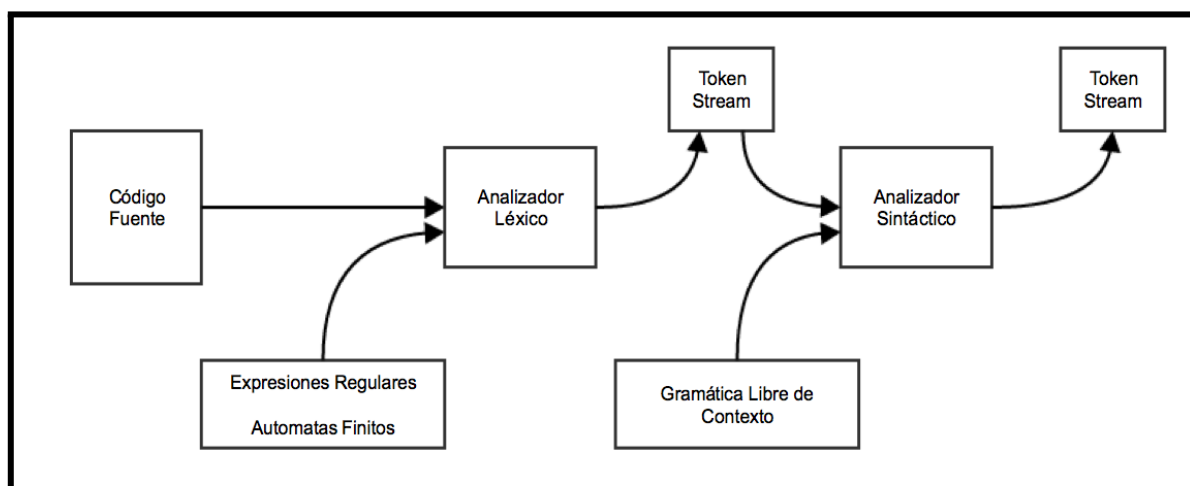 Token
Stream
Token
Stream
Código
Fuente
Analizador
Léxico
Analizador
Sintáctico
Expresiones Regulares
Automatas Finitos
Gramática Libre de
Contexto